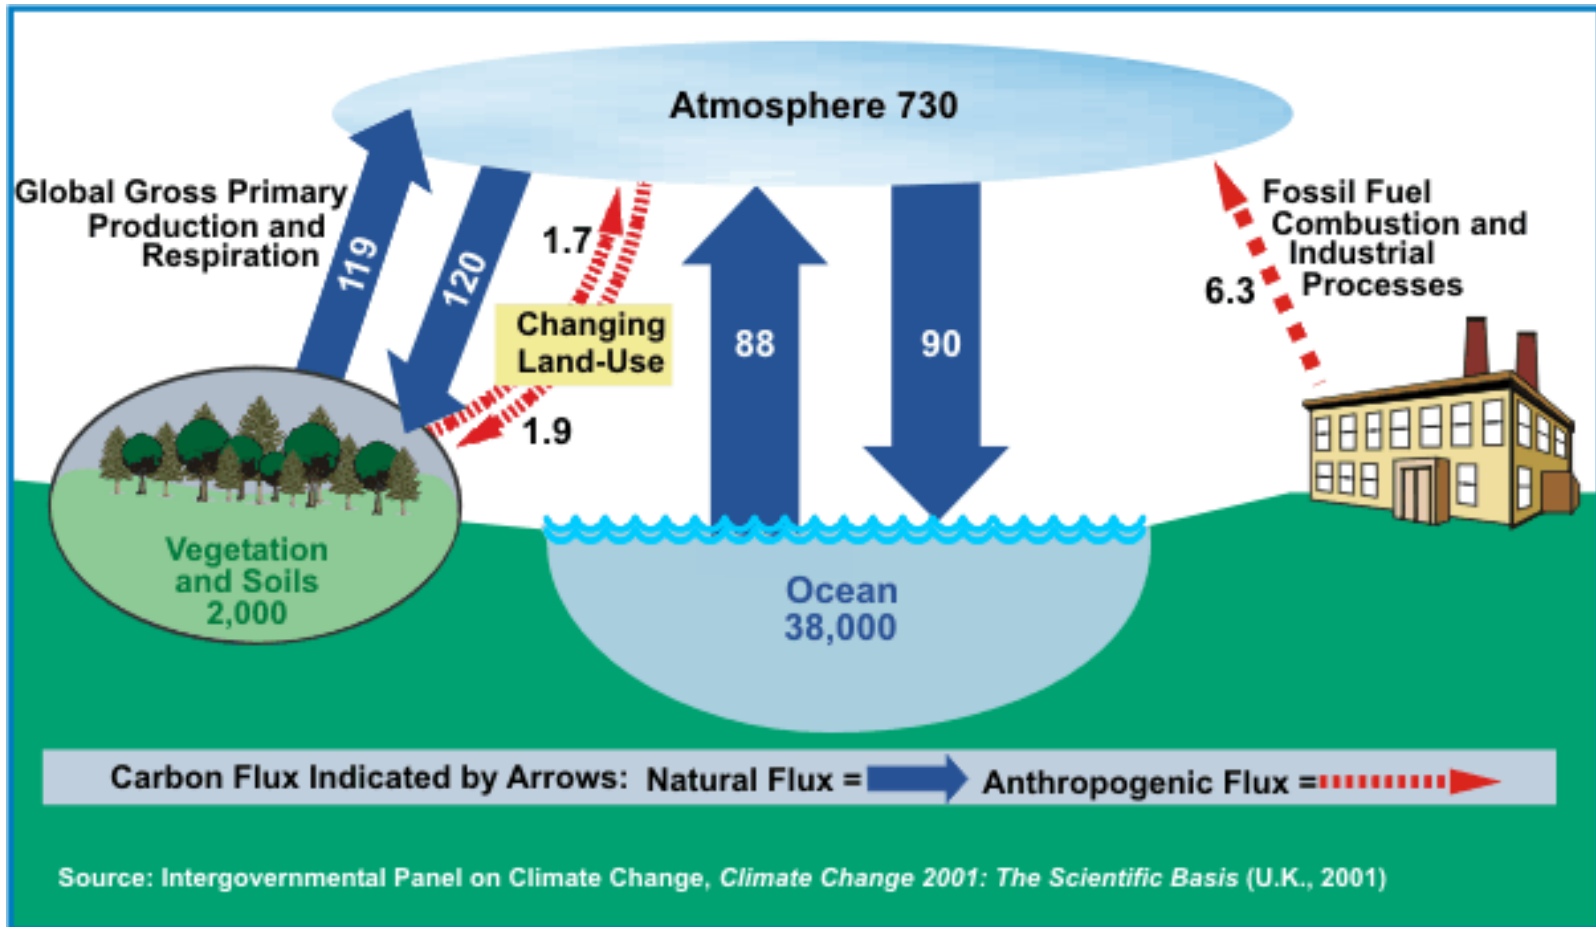 Atmosphere 730
Global Gross Primary
Production and
Respiration
119
120
1.7
Changing
Land-Use
1.9
88
90
Fossil Fuel
Combustion and
Industrial
Processes
6.3
Vegetation
and Soils
2,000
Ocean
38,000
Carbon Flux Indicated by Arrows: Natural Flux = Anthropogenic Flux =
Source: Intergovernmental Panel on Climate Change, Climate Change 2001: The Scientific Basis (U.K., 2001)